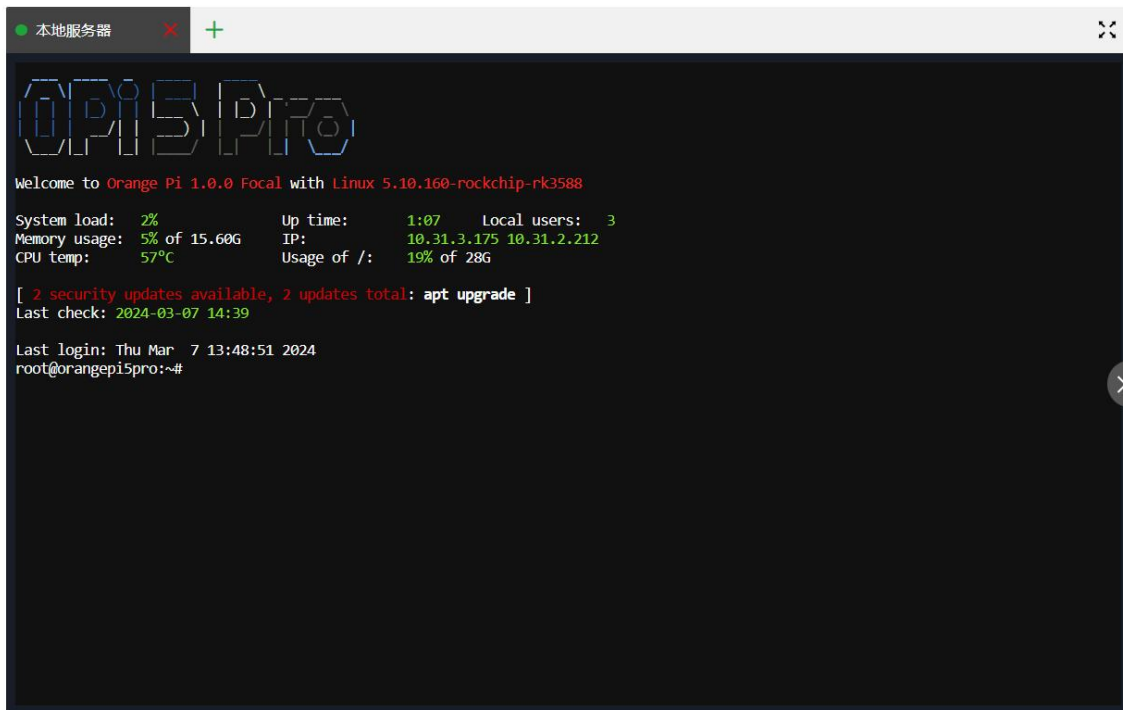 本地服务器
OPi 5 Pro
Welcome to Orange Pi 1.0.0 Focal with Linux 5.10.160-rockchip-rk3588
System load:   2%               Up time:       1:07     Local users:   3
Memory usage:  5% of 15.60G     IP:            10.31.3.175 10.31.2.212
CPU temp:      57°C             Usage of /:    19% of 28G
[ 2 security updates available, 2 updates total: apt upgrade ]
Last check: 2024-03-07 14:39
Last login: Thu Mar  7 13:48:51 2024
root@orangepi5pro:~#